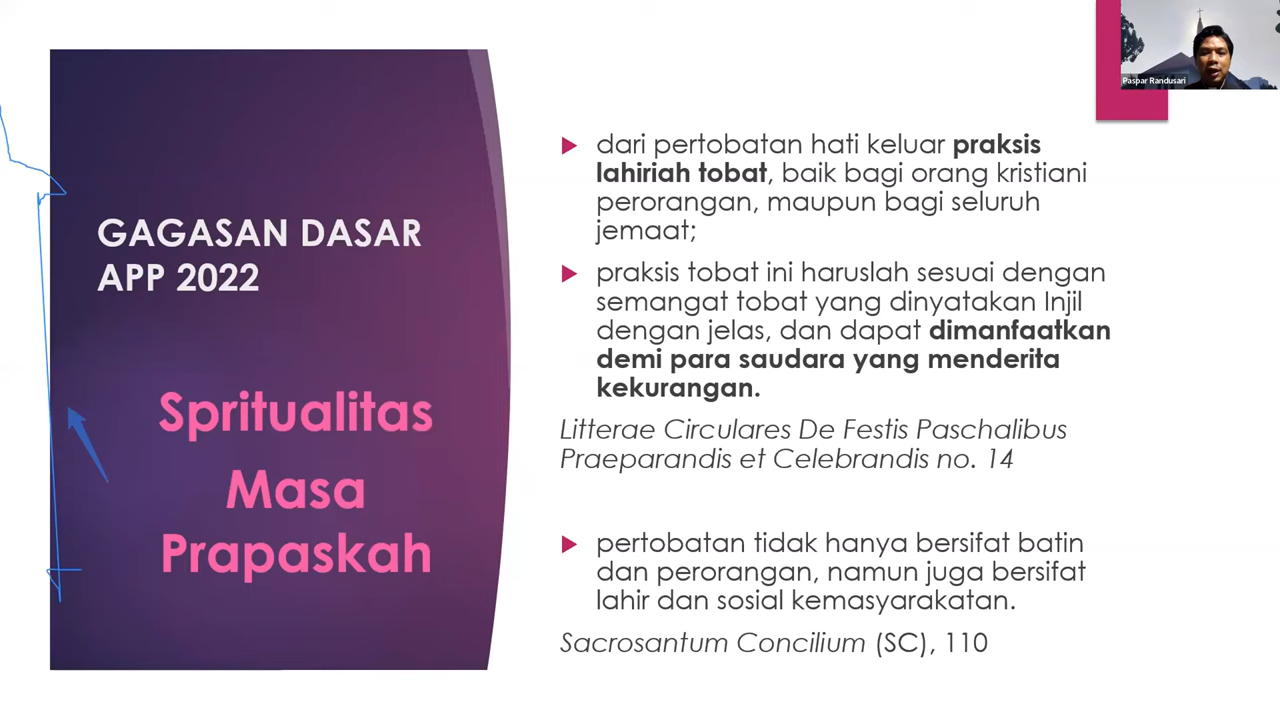 Paspar Randusari
GAGASAN DASAR
APP 2022
Spritualitas
Masa
Prapaskah
dari pertobatan hati keluar praksis
lahiriah tobat, baik bagi orang kristiani
perorangan, maupun bagi seluruh
jemaat;
praksis tobat ini haruslah sesuai dengan
semangat tobat yang dinyatakan Injil
dengan jelas, dan dapat dimanfaatkan
demi para saudara yang menderita
kekurangan.
Litterae Circulares De Festis Paschalibus
Praeparandis et Celebrandis no. 14
pertobatan tidak hanya bersifat batin
dan perorangan, namun juga bersifat
lahir dan sosial kemasyarakatan.
Sacrosantum Concilium (SC), 110